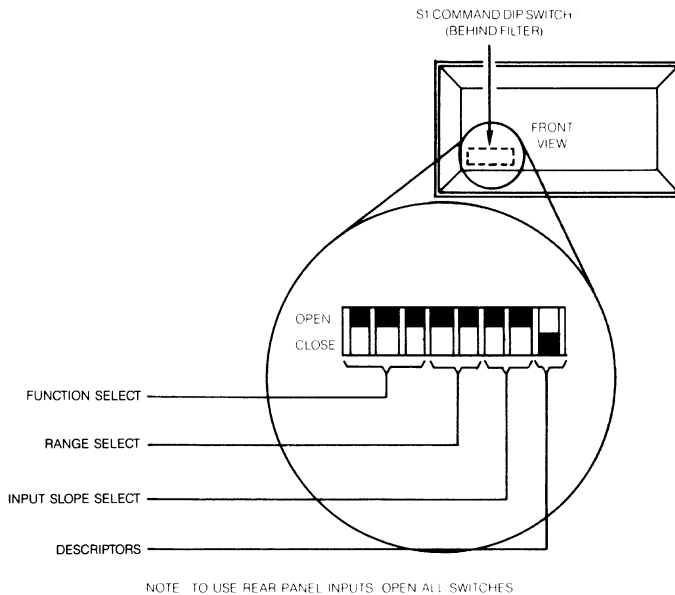 S1 COMMAND DIP SWITCH
(BEHIND FILTER)
FRONT
VIEW
OPEN
CLOSE
FUNCTION SELECT
RANGE SELECT
INPUT SLOPE SELECT
DESCRIPTORS
NOTE TO USE REAR PANEL INPUTS OPEN ALL SWITCHES